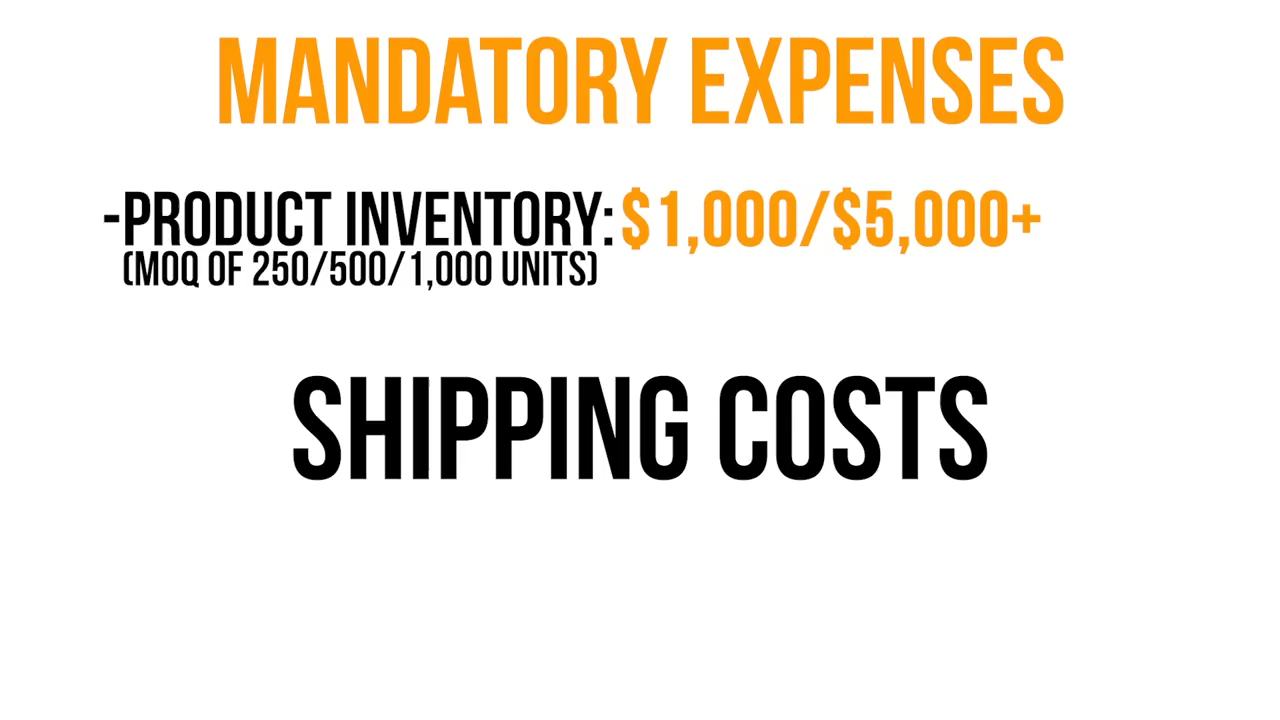 MANDATORY EXPENSES
-PRODUCT INVENTORY: $1,000/$5,000+
(MOQ OF 250/500/1,000 UNITS)
SHIPPING COSTS